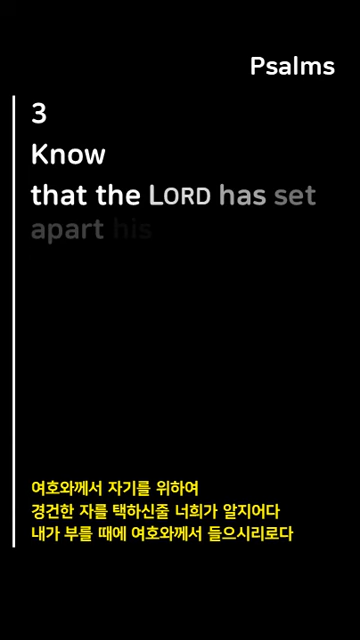 Psalms
3
Know
that the LORD has set
apart his
여호와께서 자기를 위하여
경건한 자를 택하신줄 너희가 알지어다
내가 부를 때에 여호와께서 들으시리로다